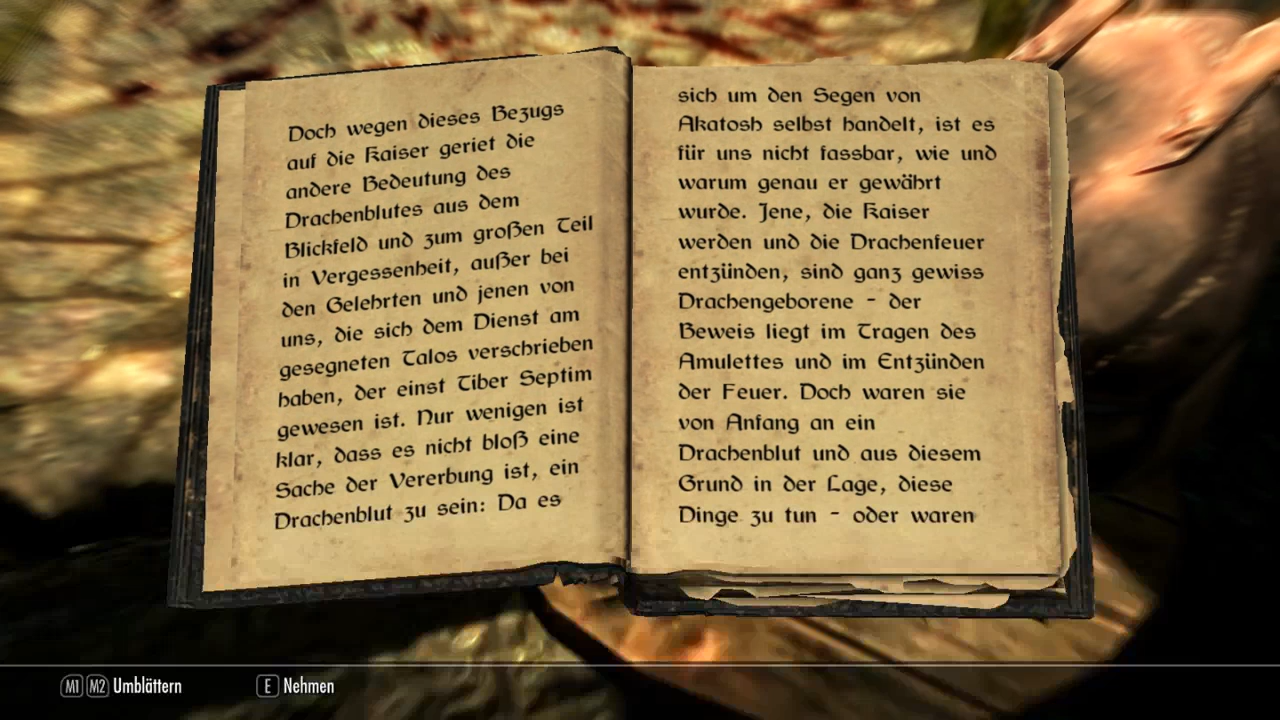 Doch wegen dieses Bezugs
auf die Kaiser geriet die
andere Bedeutung des
Drachenblutes aus dem
Blickfeld und zum großen Teil
in Vergessenheit, außer bei
den Gelehrten und jenen von
uns, die sich dem Dienst am
gesegneten Talos verschrieben
haben, der einst Tiber Septim
gewesen ist. Nur wenigen ist
klar, dass es nicht bloß eine
Sache der Vererbung ist, ein
Drachenblut zu sein: Da es
sich um den Segen von
Akatosh selbst handelt, ist es
für uns nicht fassbar, wie und
warum genau er gewährt
wurde. Jene, die Kaiser
werden und die Drachenfeuer
entzünden, sind ganz gewiss
Drachengeborene - der
Beweis liegt im Tragen des
Amulettes und im Entzünden
der Feuer. Doch waren sie
von Anfang an ein
Drachenblut und aus diesem
Grund in der Lage, diese
Dinge zu tun - oder waren
M1 M2 Umblättern
E Nehmen